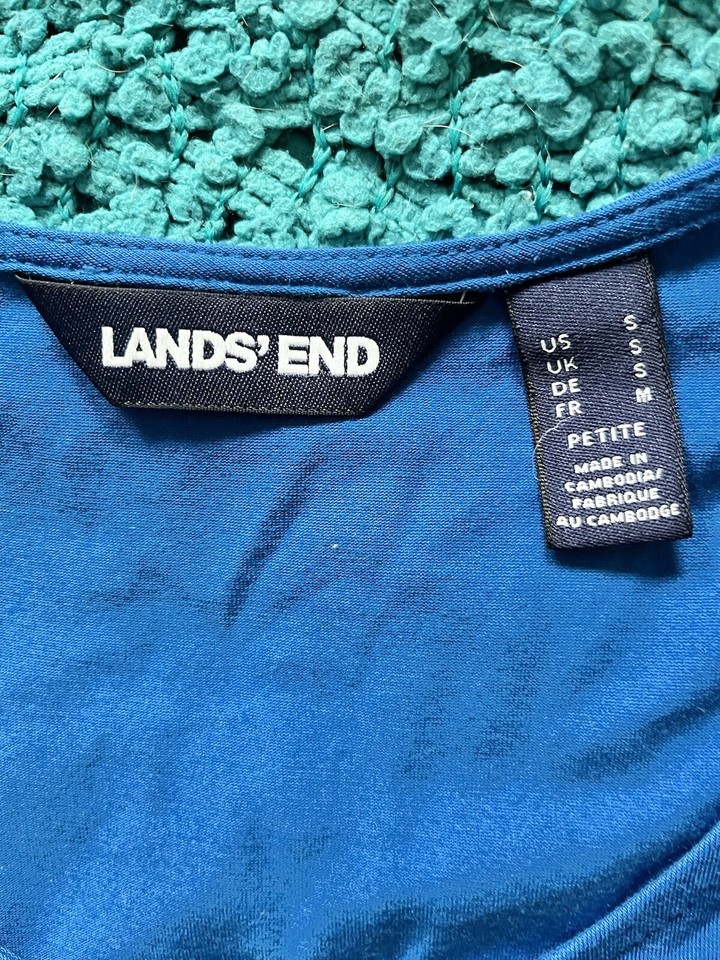 LANDS' END
US S
UK S
DE S
FR M
PETITE
MADE IN
CAMBODIA/
FABRIQUE
AU CAMBODGE